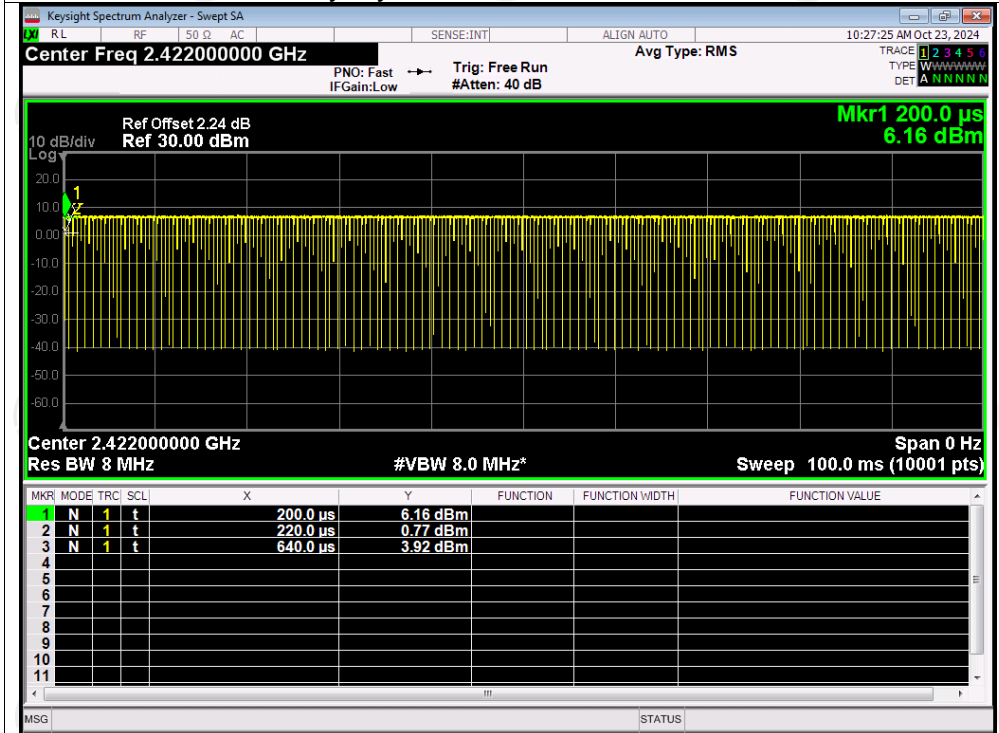 Keysight Spectrum Analyzer - Swept SA
LXI RL RF 50 Ω AC SENSE:INT ALIGN AUTO 10:27:25 AM Oct 23, 2024
Center Freq 2.422000000 GHz Avg Type: RMS TRACE 1 2 3 4 5 6
PNO: Fast Trig: Free Run TYPE WWWWWW
IFGain:Low #Atten: 40 dB DET A N N N N N
Mkr1 200.0 µs
Ref Offset 2.24 dB
10 dB/div Ref 30.00 dBm 6.16 dBm
Log
20.0
1
10.0
2
0.00
-10.0
-20.0
-30.0
-40.0
-50.0
-60.0
Center 2.422000000 GHz Span 0 Hz
Res BW 8 MHz #VBW 8.0 MHz* Sweep 100.0 ms (10001 pts)
MKR MODE TRC SCL X Y FUNCTION FUNCTION WIDTH FUNCTION VALUE
1 N 1 t 200.0 µs 6.16 dBm
2 N 1 t 220.0 µs 0.77 dBm
3 N 1 t 640.0 µs 3.92 dBm
4
5
6
7
8
9
10
11
MSG STATUS